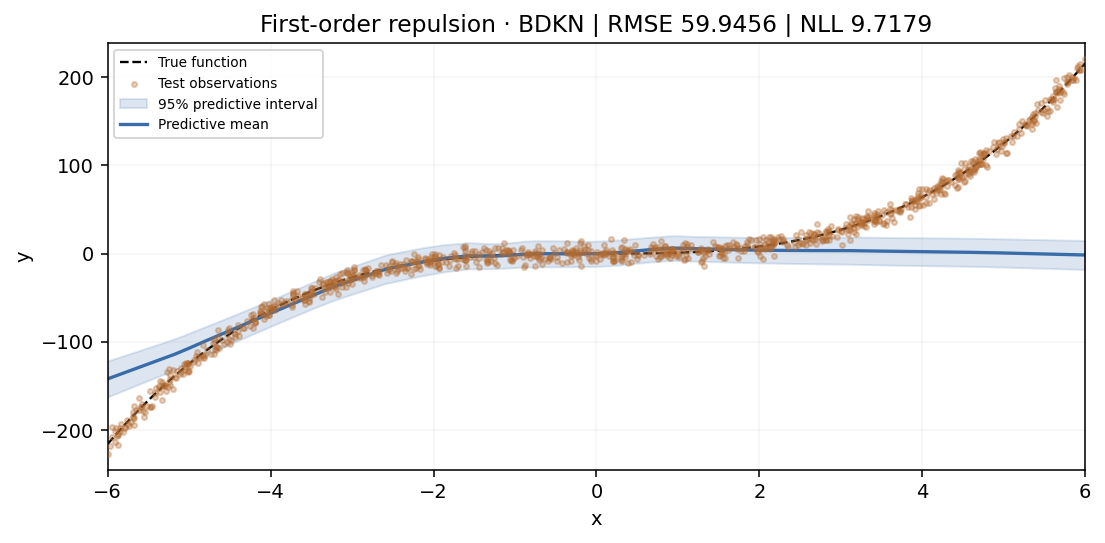 First-order repulsion · BDKN | RMSE 59.9456 | NLL 9.7179
True function
Test observations
95% predictive interval
Predictive mean
y
200
100
0
−100
−200
−6
−4
−2
0
2
4
6
x